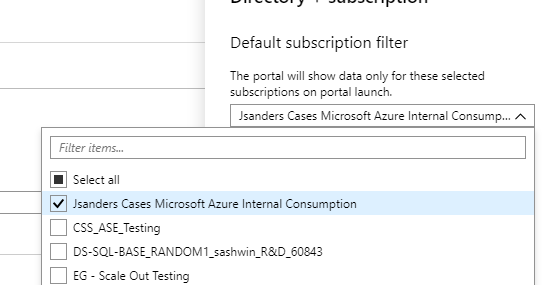 Directory + subscription
Default subscription filter
The portal will show data only for these selected
subscriptions on portal launch.
Jsanders Cases Microsoft Azure Internal Consump...
Filter items...
Select all
Jsanders Cases Microsoft Azure Internal Consumption
CSS_ASE_Testing
DS-SQL-BASE_RANDOM1_sashwin_R&D_60843
EG - Scale Out Testing